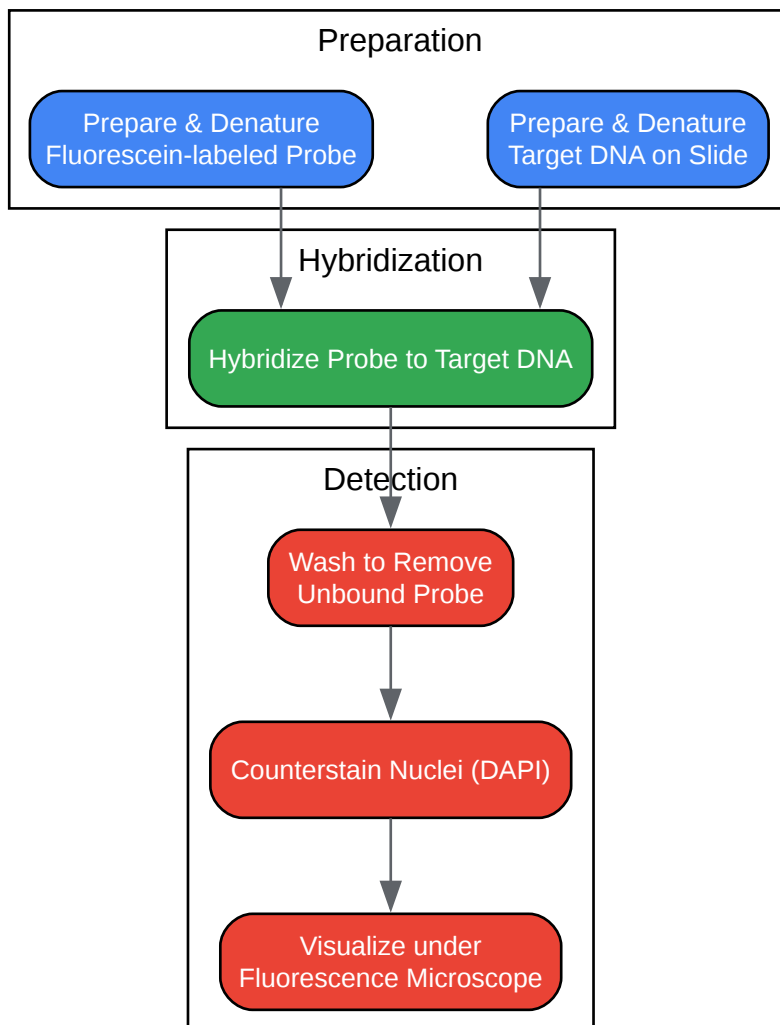 Preparation
Prepare & Denature
Fluorescein-labeled Probe
Prepare & Denature
Target DNA on Slide
Hybridization
Hybridize Probe to Target DNA
Detection
Wash to Remove
Unbound Probe
Counterstain Nuclei (DAPI)
Visualize under
Fluorescence Microscope